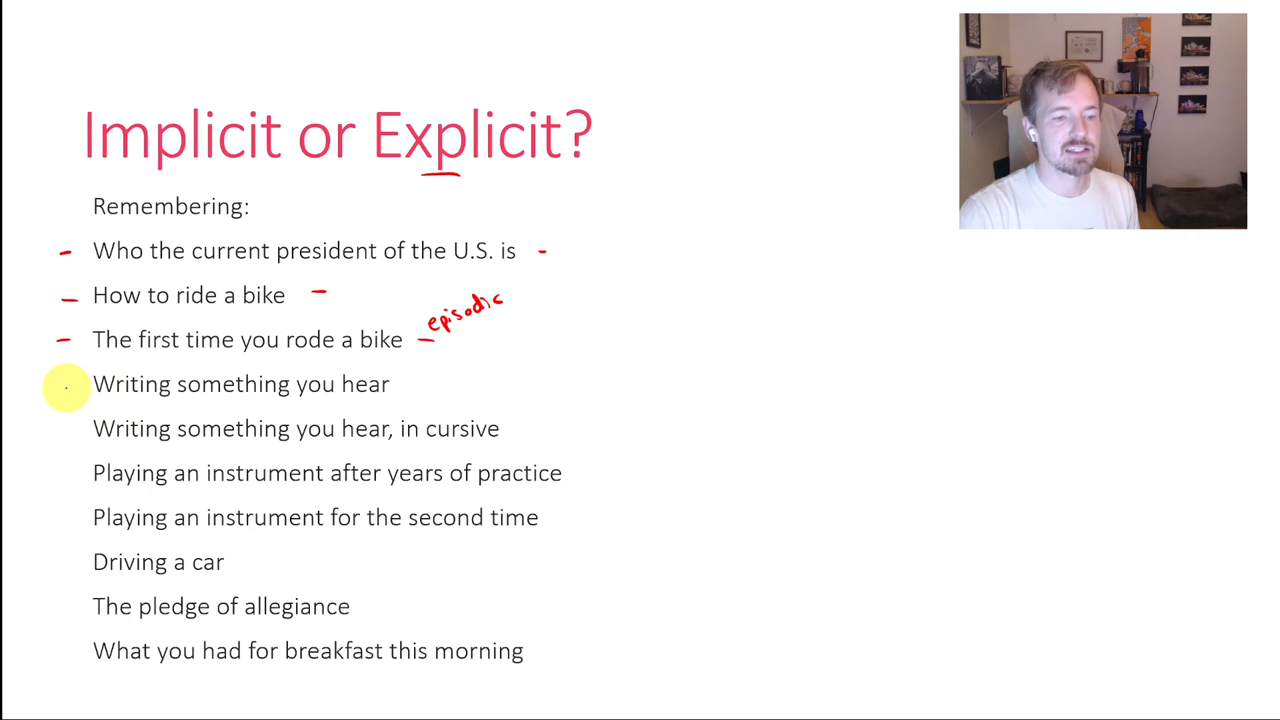 Implicit or Explicit?
Remembering:
Who the current president of the U.S. is
How to ride a bike
episodic
The first time you rode a bike
Writing something you hear
Writing something you hear, in cursive
Playing an instrument after years of practice
Playing an instrument for the second time
Driving a car
The pledge of allegiance
What you had for breakfast this morning